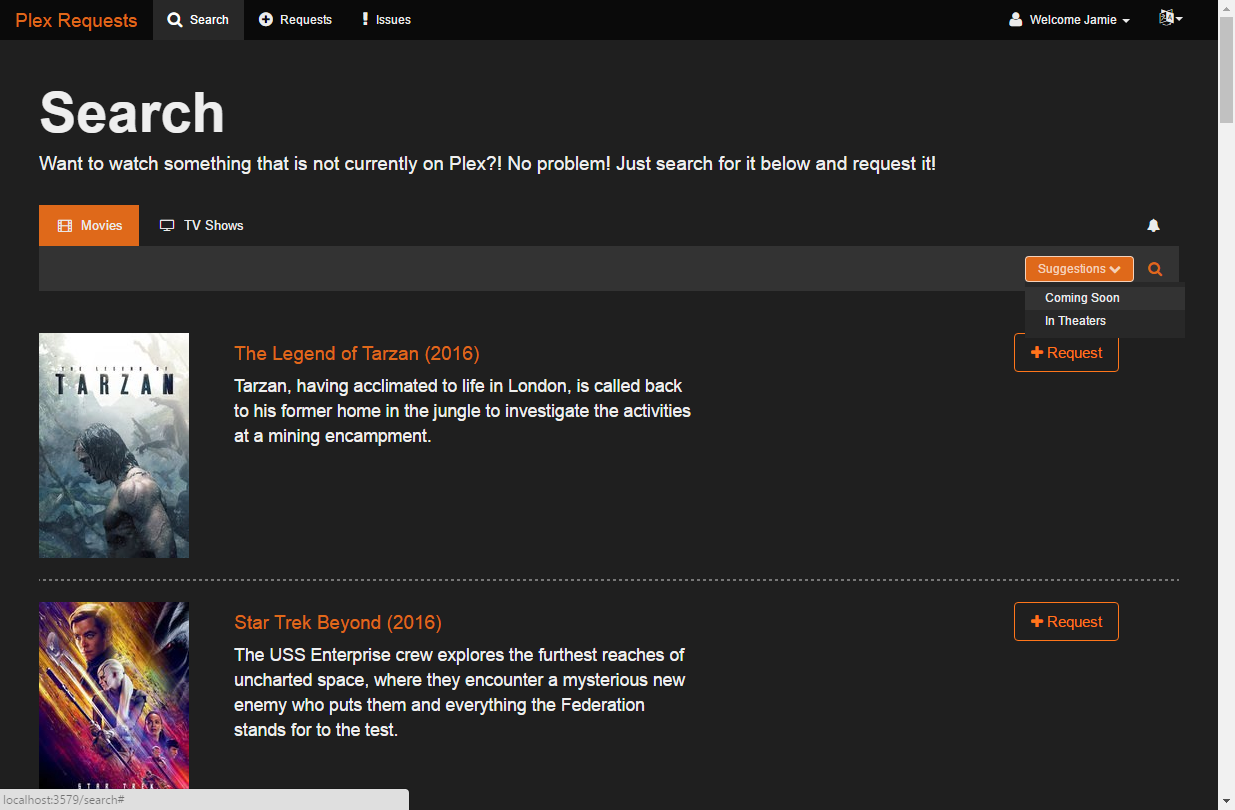 Plex Requests
Search
Requests
Issues
Welcome Jamie
Search
Want to watch something that is not currently on Plex?! No problem! Just search for it below and request it!
Movies
TV Shows
Suggestions
Coming Soon
In Theaters
THE LEGEND OF
TARZAN
The Legend of Tarzan (2016)
Request
Tarzan, having acclimated to life in London, is called back
to his former home in the jungle to investigate the activities
at a mining encampment.
STAR TREK
Star Trek Beyond (2016)
Request
The USS Enterprise crew explores the furthest reaches of
uncharted space, where they encounter a mysterious new
enemy who puts them and everything the Federation
stands for to the test.
localhost:3579/search#